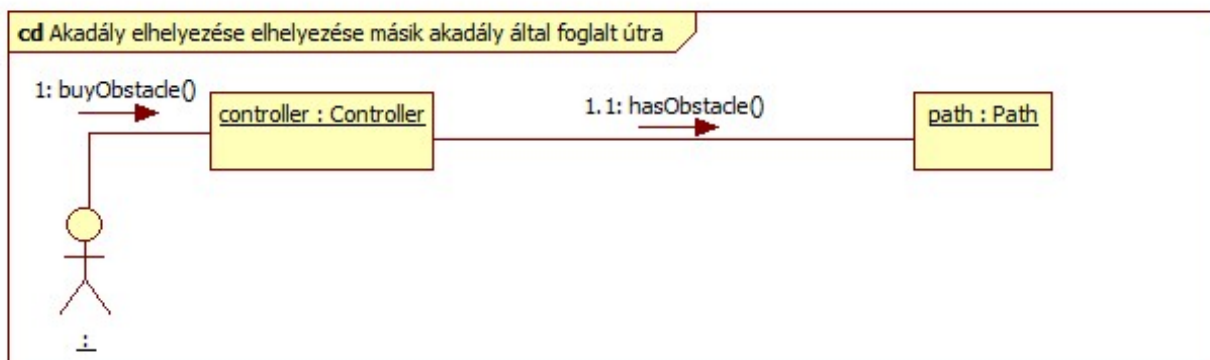 cd Akadály elhelyezése elhelyezése másik akadály által foglalt útra
1: buyObstacle()
controller : Controller
1.1: hasObstacle()
path : Path
: